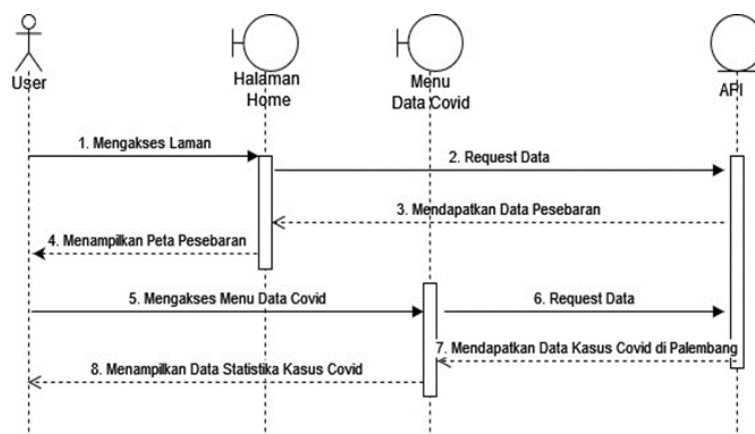 User
Halaman
Home
Menu
Data Covid
API
1. Mengakses Laman
2. Request Data
3. Mendapatkan Data Pesebaran
4. Menampilkan Peta Pesebaran
5. Mengakses Menu Data Covid
6. Request Data
7. Mendapatkan Data Kasus Covid di Palembang
8. Menampilkan Data Statistika Kasus Covid